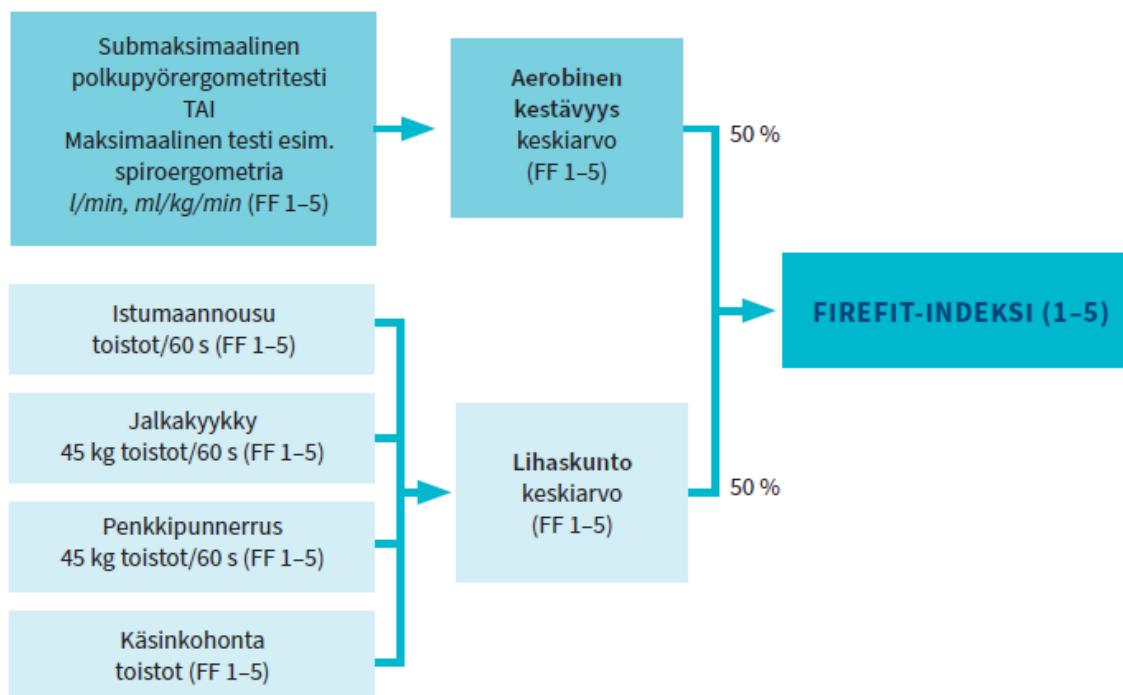 Submaksimaalinen
polkupyörergometritesti
TAI
Maksimaalinen testi esim.
spiroergometria
l/min, ml/kg/min (FF 1–5)
Aerobinen
kestävyys
keskiarvo
(FF 1–5)
50 %
Istumaannousu
toistot/60 s (FF 1–5)
Jalkakyykky
45 kg toistot/60 s (FF 1–5)
Penkkipunnerrus
45 kg toistot/60 s (FF 1–5)
Käsinkohonta
toistot (FF 1–5)
Lihaskunto
keskiarvo
(FF 1–5)
50 %
FIREFIT-INDEKSI (1–5)